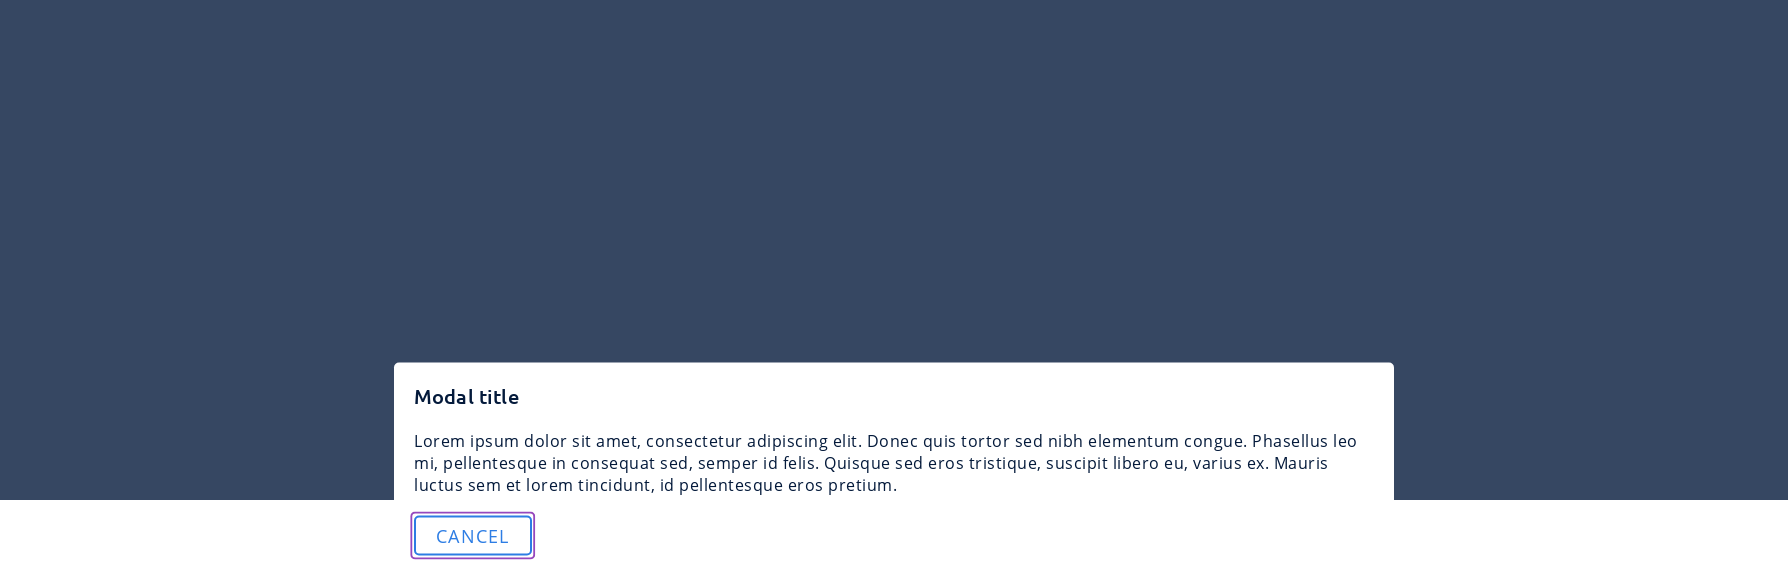 Modal title
Lorem ipsum dolor sit amet, consectetur adipiscing elit. Donec quis tortor sed nibh elementum congue. Phasellus leo
mi, pellentesque in consequat sed, semper id felis. Quisque sed eros tristique, suscipit libero eu, varius ex. Mauris
luctus sem et lorem tincidunt, id pellentesque eros pretium.
CANCEL